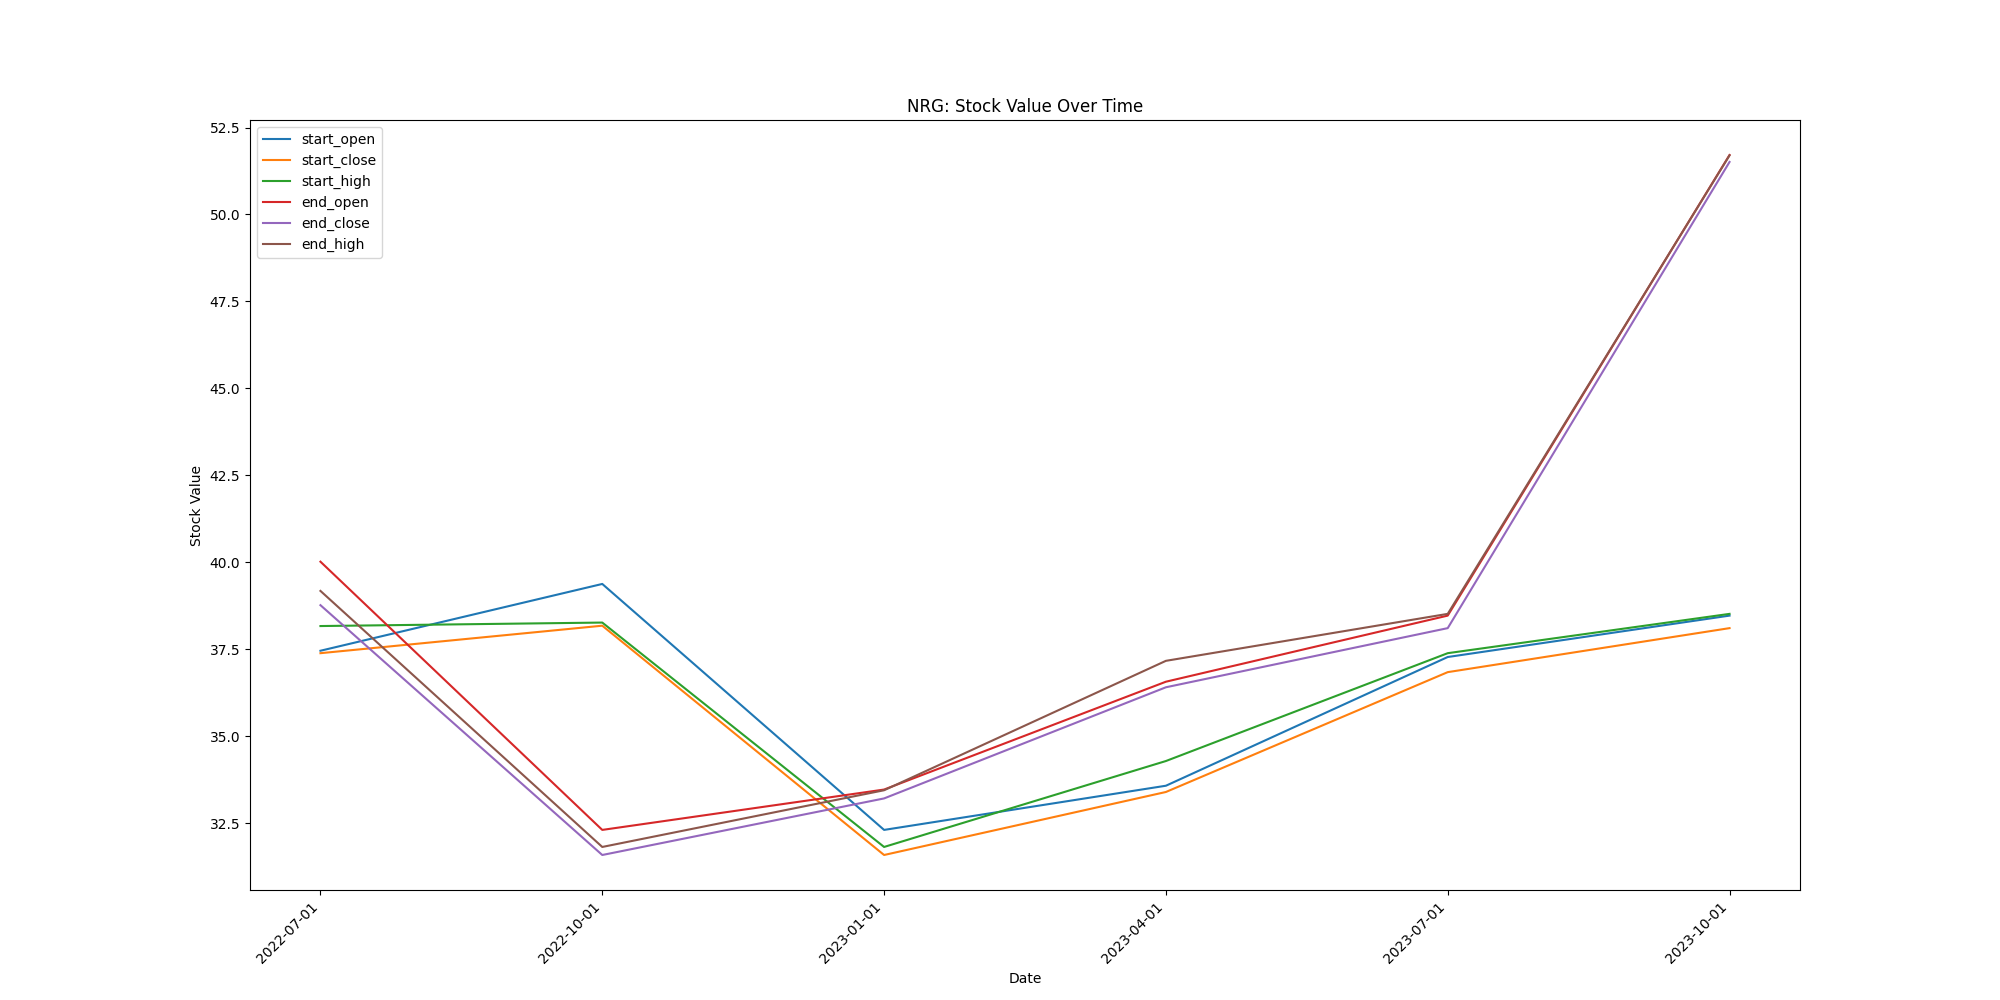 NRG: Stock Value Over Time
52.5
50.0
47.5
45.0
42.5
40.0
37.5
35.0
32.5
Stock Value
start_open
start_close
start_high
end_open
end_close
end_high
2022-07-01
2022-10-01
2023-01-01
2023-04-01
2023-07-01
2023-10-01
Date